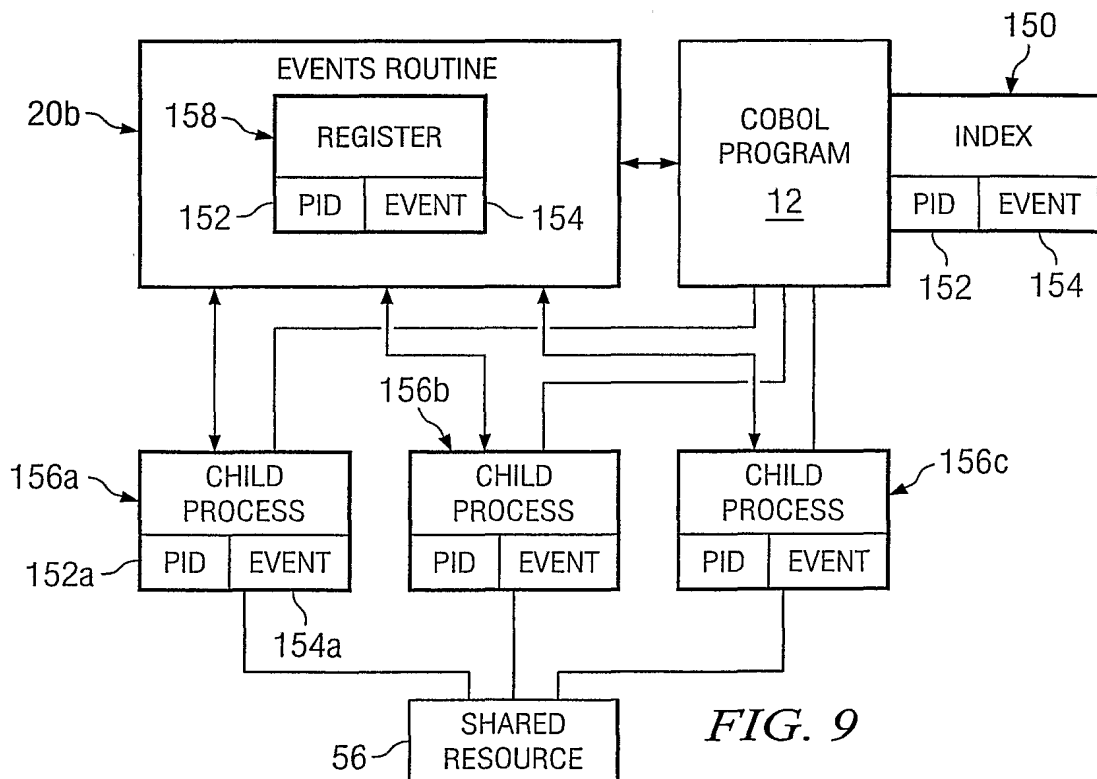 EVENTS ROUTINE
20b
158
REGISTER
152
PID
EVENT
154
COBOL
PROGRAM
12
150
INDEX
PID
EVENT
152
154
156a
CHILD
PROCESS
152a
PID
EVENT
154a
156b
CHILD
PROCESS
PID
EVENT
156c
CHILD
PROCESS
PID
EVENT
56
SHARED
RESOURCE
FIG. 9